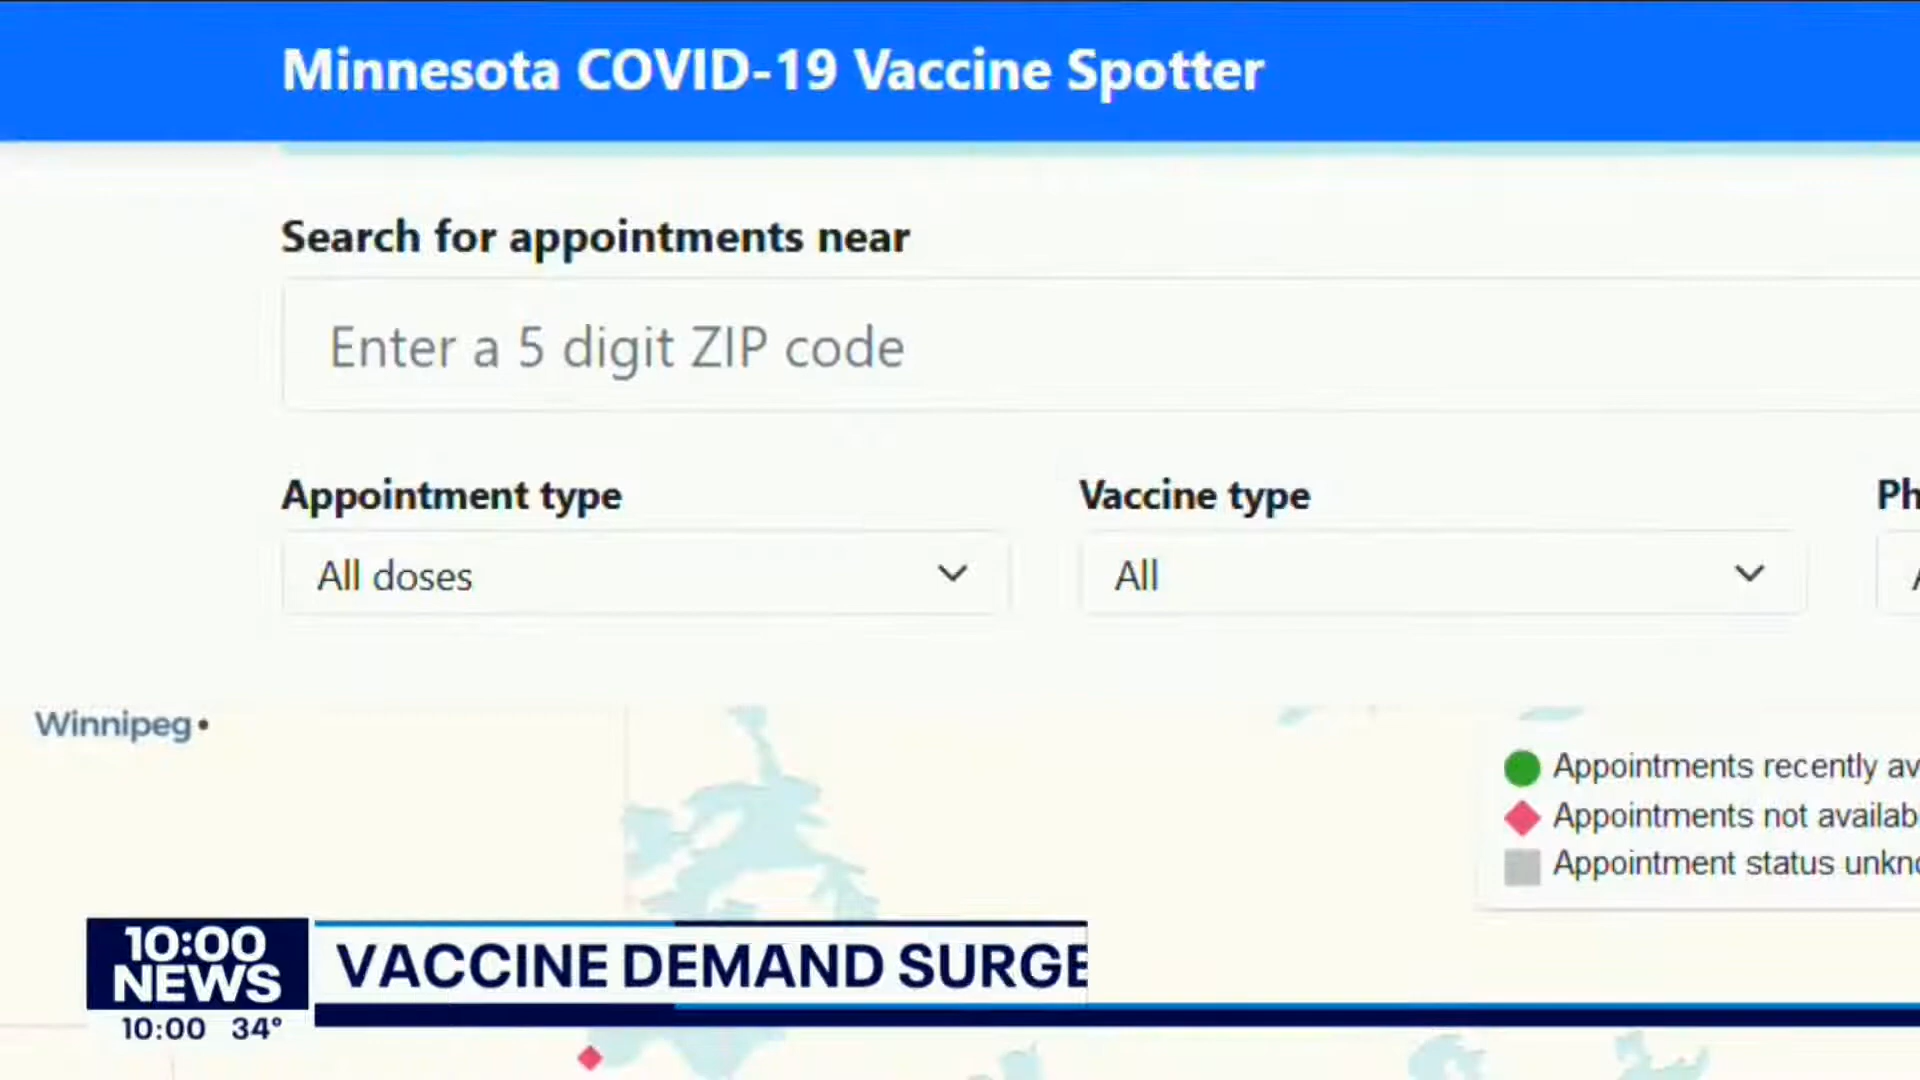 Minnesota COVID-19 Vaccine Spotter
Search for appointments near
Enter a 5 digit ZIP code
Appointment type
Vaccine type
Ph
All doses
All
Winnipeg
Appointments recently av
Appointments not availab
Appointment status unkno
10:00
NEWS
VACCINE DEMAND SURGE
10:00 34°